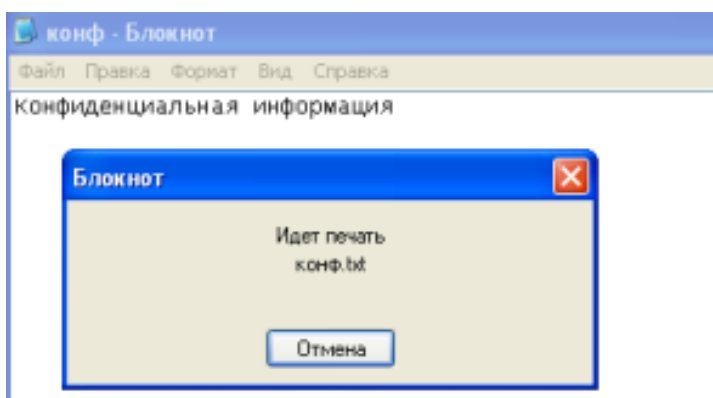 конф - Блокнот
Файл Правка Формат Вид Справка
Конфиденциальная информация
Блокнот
Идет печать
конф.txt
Отмена